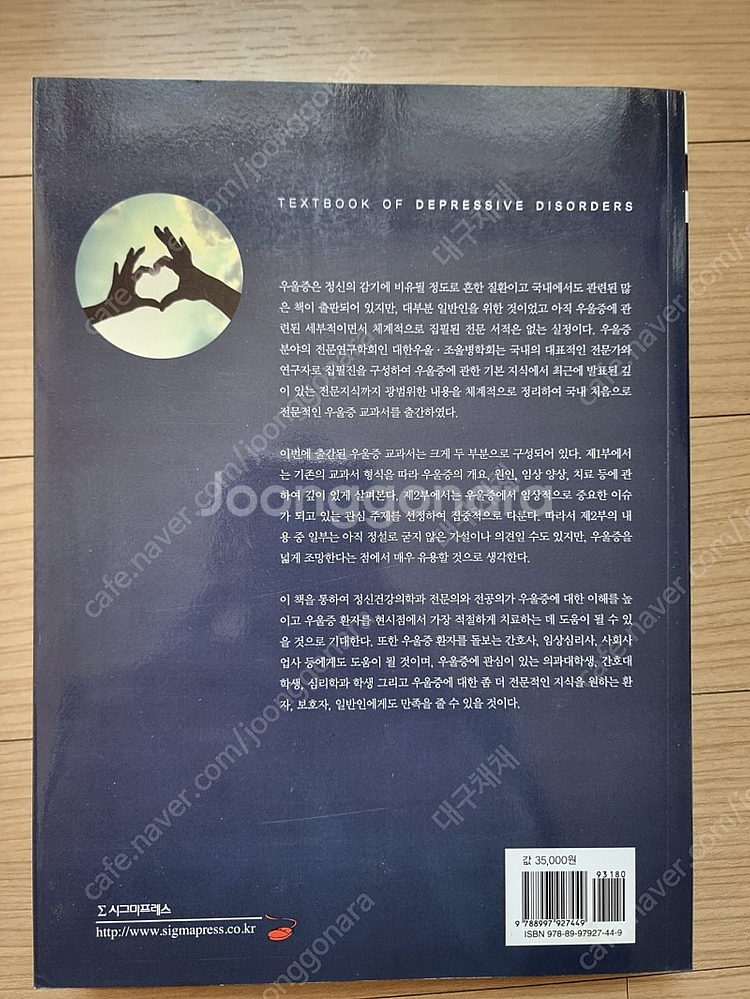 TEXTBOOK OF DEPRESSIVE DISORDERS
우울증은 정신의 감기에 비유될 정도로 흔한 질환이고 국내에서도 관련된 많
은 책이 출판되어 있지만, 대부분 일반인을 위한 것이었고 아직 우울증에 관
련된 세부적이면서 체계적으로 집필된 전문 서적은 없는 실정이다. 우울증
분야의 전문연구학회인 대한우울·조울병학회는 국내의 대표적인 전문가와
연구자로 집필진을 구성하여 우울증에 관한 기본 지식에서 최근에 발표된 깊
이 있는 전문지식까지 광범위한 내용을 체계적으로 정리하여 국내 처음으로
전문적인 우울증 교과서를 출간하였다.
이번에 출간된 우울증 교과서는 크게 두 부분으로 구성되어 있다. 제1부에서
는 기존의 교과서 형식을 따라 우울증의 개요, 원인, 임상 양상, 치료 등에 관
하여 깊이 있게 살펴본다. 제2부에서는 우울증에서 임상적으로 중요한 이슈
가 되고 있는 관심 주제를 선정하여 집중적으로 다룬다. 따라서 제2부의 내
용 중 일부는 아직 정설로 굳지 않은 가설이나 의견일 수도 있지만, 우울증을
넓게 조망한다는 점에서 매우 유용할 것으로 생각한다.
이 책을 통하여 정신건강의학과 전문의와 전공의가 우울증에 대한 이해를 높
이고 우울증 환자를 현시점에서 가장 적절하게 치료하는 데 도움이 될 수 있
을 것으로 기대한다. 또한 우울증 환자를 돌보는 간호사, 임상심리사, 사회사
업사 등에게도 도움이 될 것이며, 우울증에 관심이 있는 의과대학생, 간호대
학생, 심리학과 학생 그리고 우울증에 대한 좀 더 전문적인 지식을 원하는 환
자, 보호자, 일반인에게도 만족을 줄 수 있을 것이다.
값 35,000원
93180
9 788997 927449
ISBN 978-89-97927-44-9
Σ 시그마프레스
http://www.sigmapress.co.kr
Joonggonara
cafe.naver.com/joonggonara
대구채체